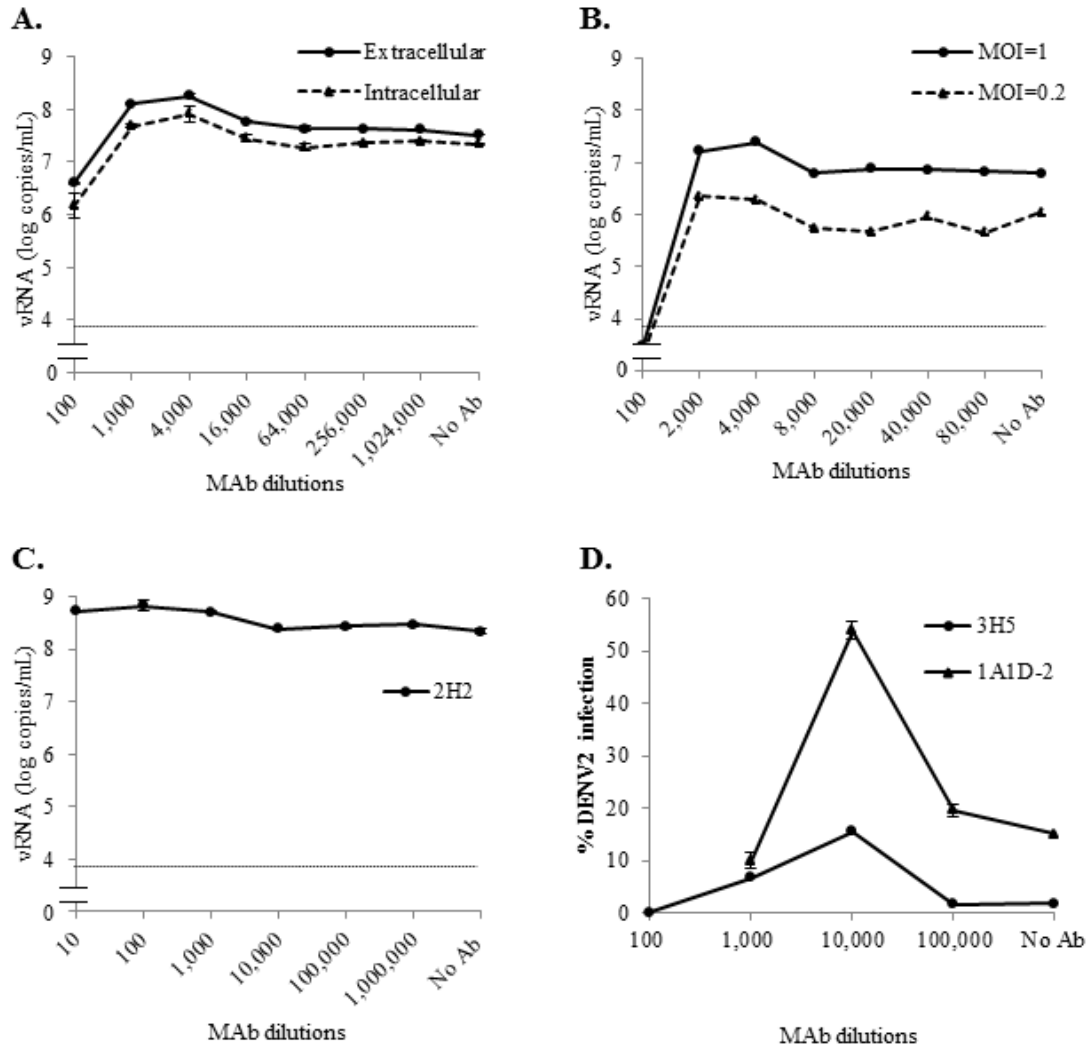 A.
Extracellular
Intracellular
vRNA (log copies/mL)
9
8
7
6
5
4
0
100
1,000
4,000
16,000
64,000
256,000
1,024,000
No Ab
MAb dilutions
B.
MOI=1
MOI=0.2
vRNA (log copies/mL)
9
8
7
6
5
4
0
100
2,000
4,000
8,000
20,000
40,000
80,000
No Ab
MAb dilutions
C.
2H2
vRNA (log copies/mL)
9
8
7
6
5
4
0
10
100
1,000
10,000
100,000
1,000,000
No Ab
MAb dilutions
D.
3H5
1A1D-2
% DENV2 infection
60
50
40
30
20
10
0
100
1,000
10,000
100,000
No Ab
MAb dilutions